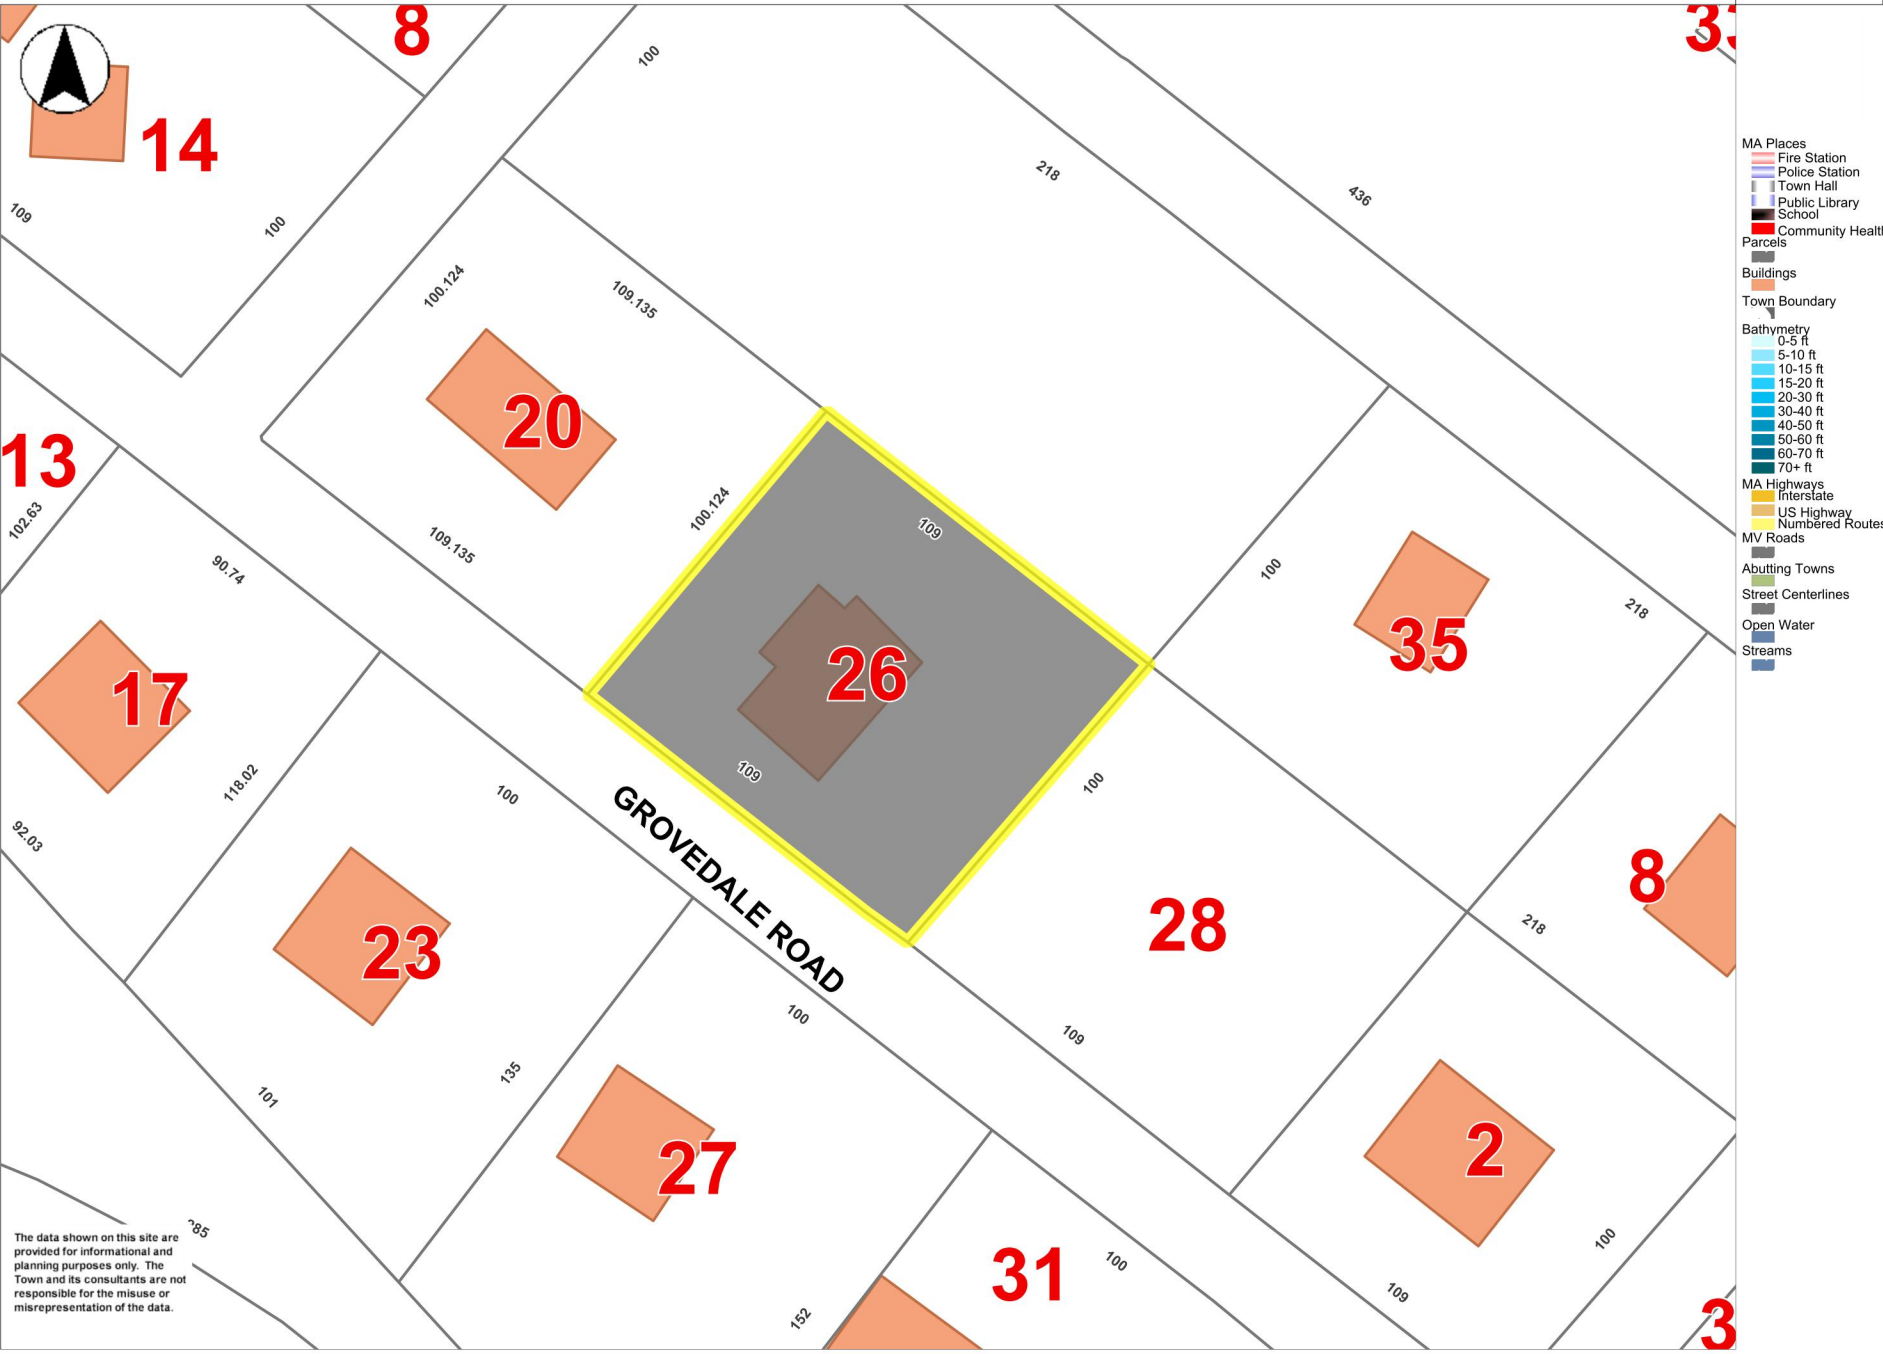 8
33
100
14
218
436
109
100
100.124
109.135
20
13
102.63
100.124
109
109.135
90.74
100
218
35
17
26
118.02
109
100
100
GROVEDALE ROAD
92.03
8
28
218
23
100
109
135
101
2
27
285
100
31
100
109
152
3
The data shown on this site are
provided for informational and
planning purposes only. The
Town and its consultants are not
responsible for the misuse or
misrepresentation of the data.
MA Places
Fire Station
Police Station
Town Hall
Public Library
School
Community Health
Parcels
Buildings
Town Boundary
Bathymetry
0-5 ft
5-10 ft
10-15 ft
15-20 ft
20-30 ft
30-40 ft
40-50 ft
50-60 ft
60-70 ft
70+ ft
MA Highways
Interstate
US Highway
Numbered Routes
MV Roads
Abutting Towns
Street Centerlines
Open Water
Streams